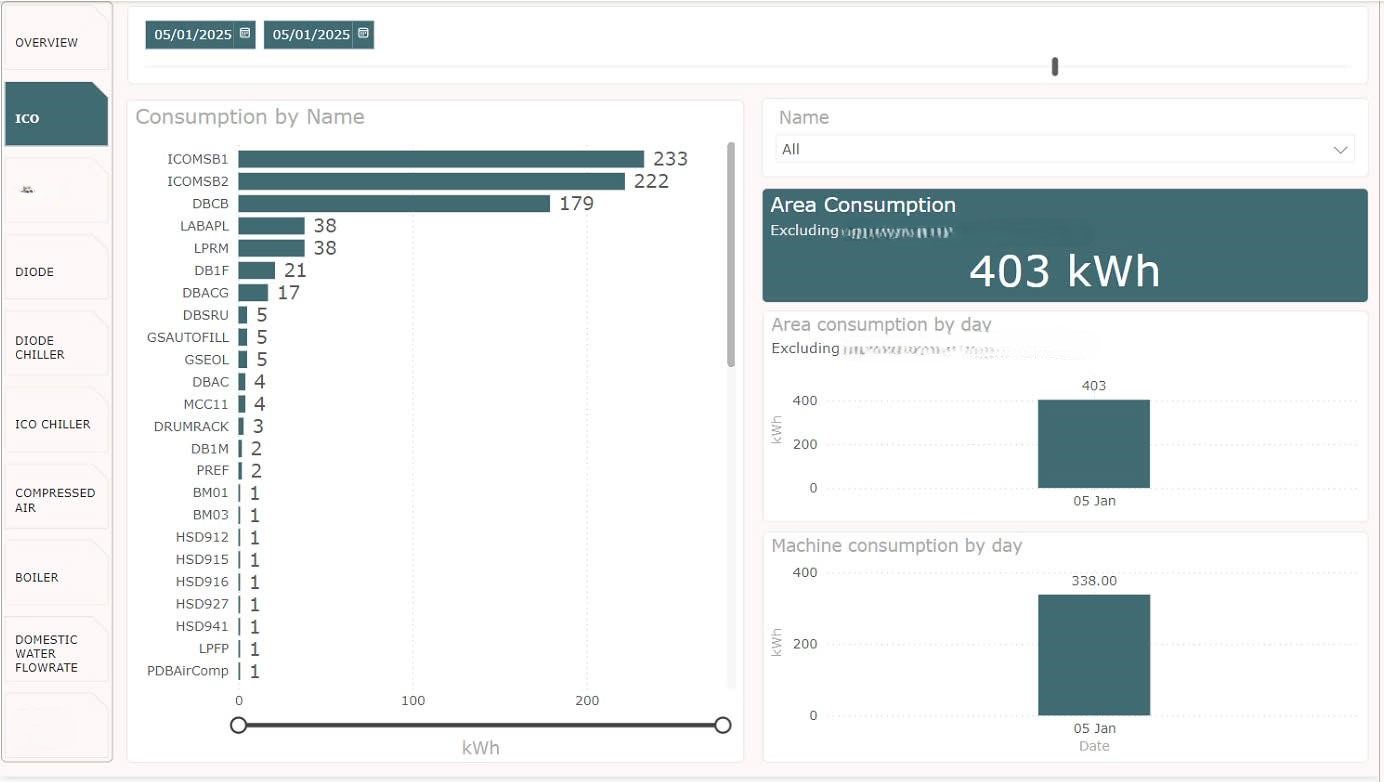 OVERVIEW
ICO
DIODE
DIODE
CHILLER
ICO CHILLER
COMPRESSED
AIR
BOILER
DOMESTIC
WATER
FLOWRATE
05/01/2025 05/01/2025
Consumption by Name
ICOMSB1 233
ICOMSB2 222
DBCB 179
LABAPL 38
LPRM 38
DB1F 21
DBACG 17
DBSRU 5
GSAUTOFILL 5
GSEOL 5
DBAC 4
MCC11 4
DRUMRACK 3
DB1M 2
PREF 2
BM01 1
BM03 1
HSD912 1
HSD915 1
HSD916 1
HSD927 1
HSD941 1
LPFP 1
PDBAirComp 1
0 100 200
kWh
Name
All
Area Consumption
Excluding
403 kWh
Area consumption by day
Excluding
403
400
200
0
kWh
05 Jan
Machine consumption by day
400
338.00
200
0
kWh
05 Jan
Date